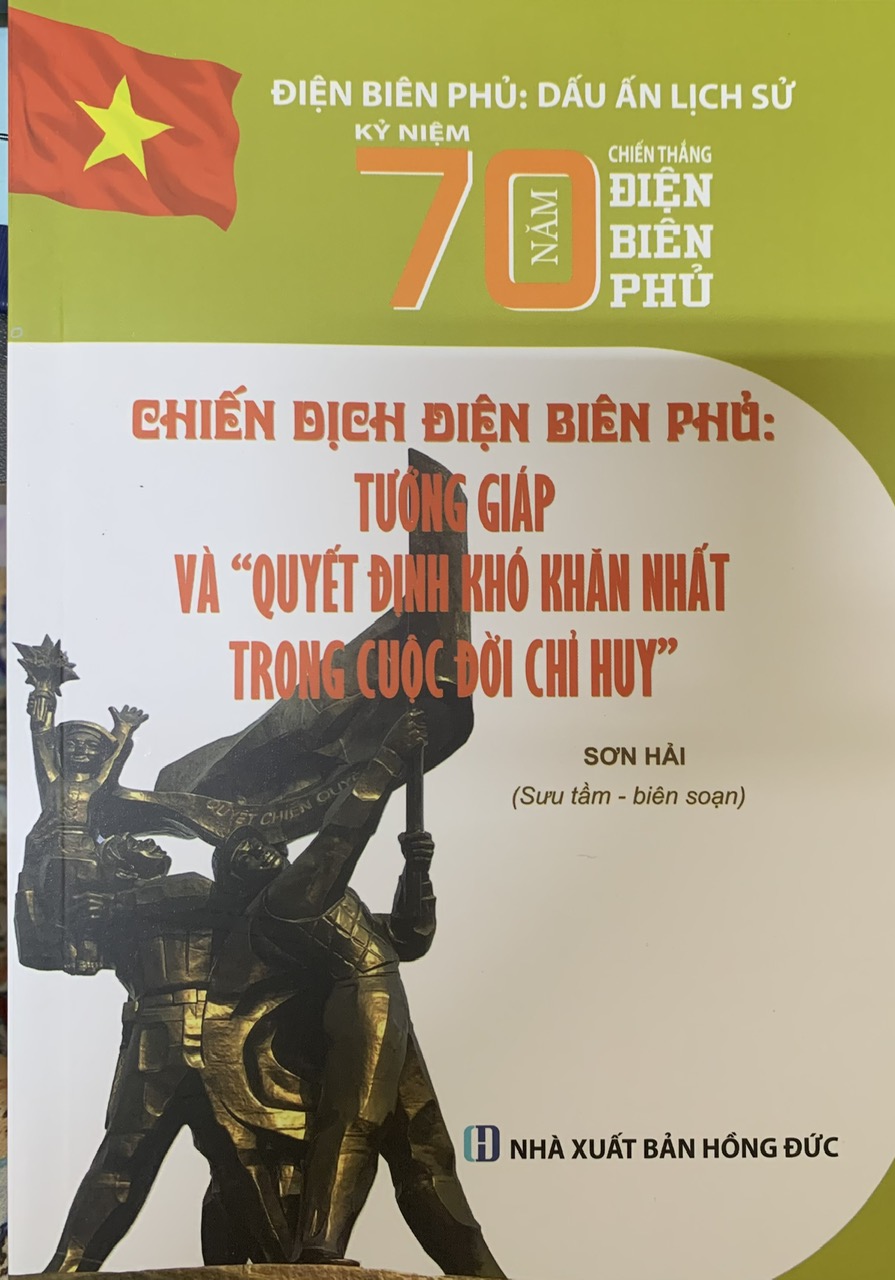 ĐIỆN BIÊN PHỦ: DẤU ẤN LỊCH SỬ
KỶ NIỆM
70
NĂM
CHIẾN THẮNG
ĐIỆN
BIÊN
PHỦ
CHIẾN DỊCH ĐIỆN BIÊN PHỦ:
TƯỚNG GIÁP
VÀ “QUYẾT ĐỊNH KHÓ KHĂN NHẤT
TRONG CUỘC ĐỜI CHỈ HUY”
SƠN HẢI
(Sưu tầm - biên soạn)
QUYẾT CHIẾN
NHÀ XUẤT BẢN HỒNG ĐỨC